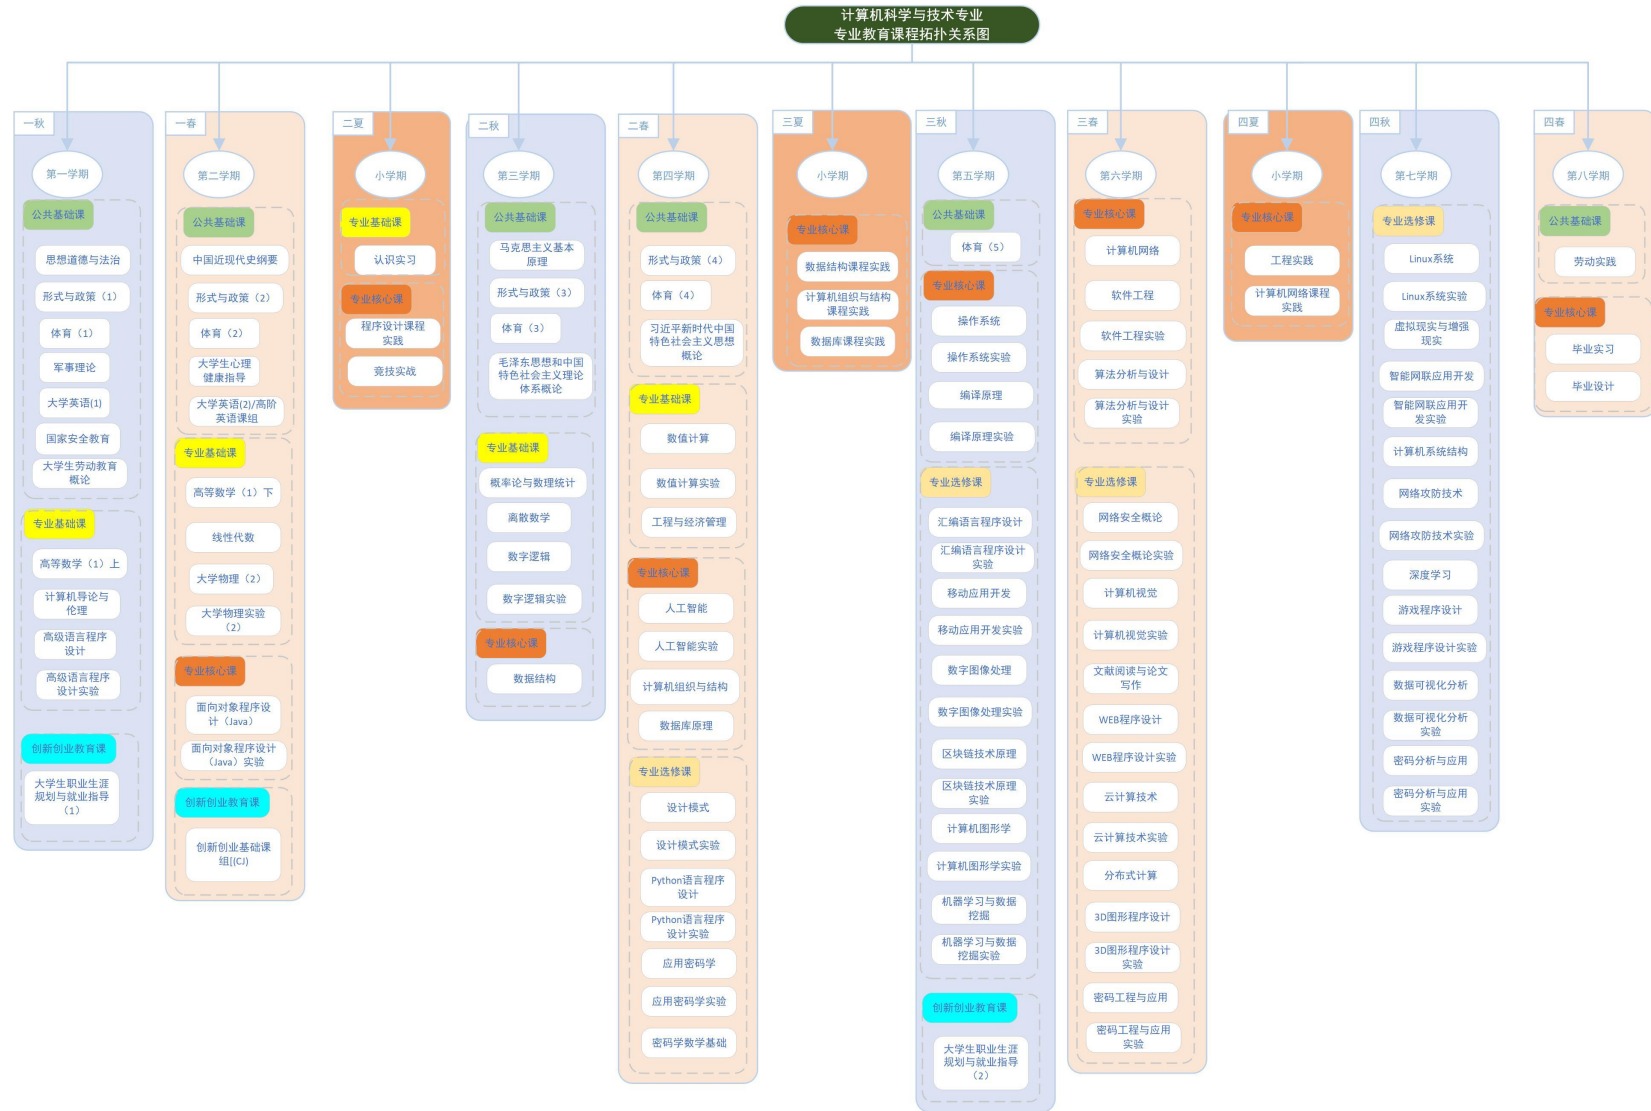 计算机科学与技术专业
专业教育课程拓扑关系图
一秋
第一学期
公共基础课
思想道德与法治
形式与政策（1）
体育（1）
军事理论
大学英语(1)
国家安全教育
大学生劳动教育
概论
专业基础课
高等数学（1）上
计算机导论与
伦理
高级语言程序
设计
高级语言程序
设计实验
创新创业教育课
大学生职业生涯
规划与就业指导
（1）
一春
第二学期
公共基础课
中国近现代史纲要
形式与政策（2）
体育（2）
大学生心理
健康指导
大学英语(2)/高阶
英语课组
专业基础课
高等数学（1）下
线性代数
大学物理（2）
大学物理实验
（2）
专业核心课
面向对象程序设
计（Java）
面向对象程序设计
（Java）实验
创新创业教育课
创新创业基础课
组[(CJ)
二夏
小学期
专业基础课
认识实习
专业核心课
程序设计课程
实践
竞技实战
二秋
第三学期
公共基础课
马克思主义基本
原理
形式与政策（3）
体育（3）
毛泽东思想和中国
特色社会主义理论
体系概论
专业基础课
概率论与数理统计
离散数学
数字逻辑
数字逻辑实验
专业核心课
数据结构
二春
第四学期
公共基础课
形式与政策（4）
体育（4）
习近平新时代中国
特色社会主义思想
概论
专业基础课
数值计算
数值计算实验
工程与经济管理
专业核心课
人工智能
人工智能实验
计算机组织与结构
数据库原理
专业选修课
设计模式
设计模式实验
Python语言程序
设计
Python语言程序
设计实验
应用密码学
应用密码学实验
密码学数学基础
三夏
小学期
专业核心课
数据结构课程实践
计算机组织与结构
课程实践
数据库课程实践
三秋
第五学期
公共基础课
体育（5）
专业核心课
操作系统
操作系统实验
编译原理
编译原理实验
专业选修课
汇编语言程序设计
汇编语言程序设计
实验
移动应用开发
移动应用开发实验
数字图像处理
数字图像处理实验
区块链技术原理
区块链技术原理
实验
计算机图形学
计算机图形学实验
机器学习与数据
挖掘
机器学习与数据
挖掘实验
创新创业教育课
大学生职业生涯
规划与就业指导
（2）
三春
第六学期
专业核心课
计算机网络
软件工程
软件工程实验
算法分析与设计
算法分析与设计
实验
专业选修课
网络安全概论
网络安全概论实验
计算机视觉
计算机视觉实验
文献阅读与论文
写作
WEB程序设计
WEB程序设计实验
云计算技术
云计算技术实验
分布式计算
3D图形程序设计
3D图形程序设计
实验
密码工程与应用
密码工程与应用
实验
四夏
小学期
专业核心课
工程实践
计算机网络课程
实践
四秋
第七学期
专业选修课
Linux系统
Linux系统实验
虚拟现实与增强
现实
智能网联应用开发
智能网联应用开
发实验
计算机系统结构
网络攻防技术
网络攻防技术实验
深度学习
游戏程序设计
游戏程序设计实验
数据可视化分析
数据可视化分析
实验
密码分析与应用
密码分析与应用
实验
四春
第八学期
公共基础课
劳动实践
专业核心课
毕业实习
毕业设计